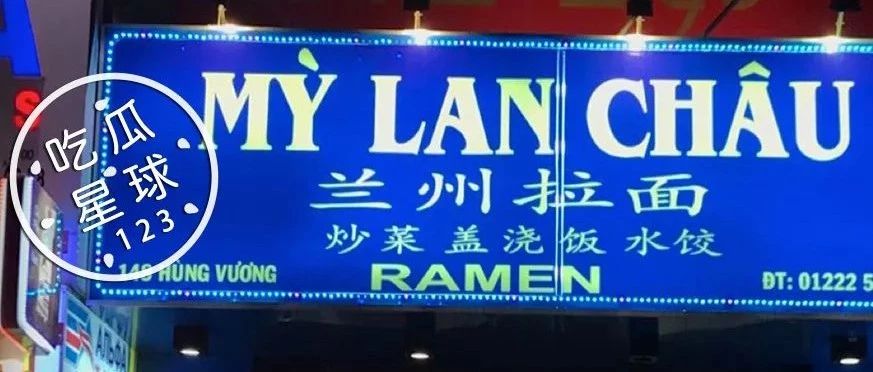 MỲ LAN CHÂU
兰州拉面
炒菜盖浇饭水饺
148 HÙNG VƯƠNG
RAMEN
ĐT: 01222 5
吃瓜
星球
123